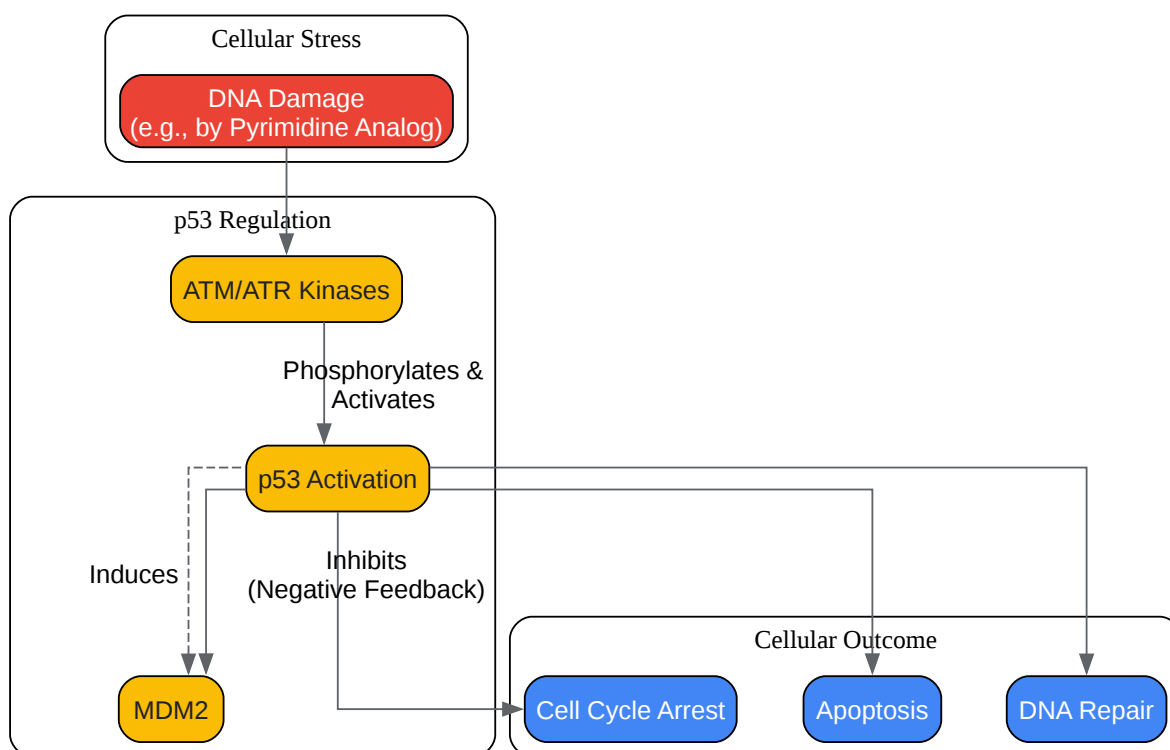 Cellular Stress
DNA Damage
(e.g., by Pyrimidine Analog)
p53 Regulation
ATM/ATR Kinases
Phosphorylates &
Activates
p53 Activation
Induces
Inhibits
(Negative Feedback)
MDM2
Cellular Outcome
Cell Cycle Arrest
Apoptosis
DNA Repair